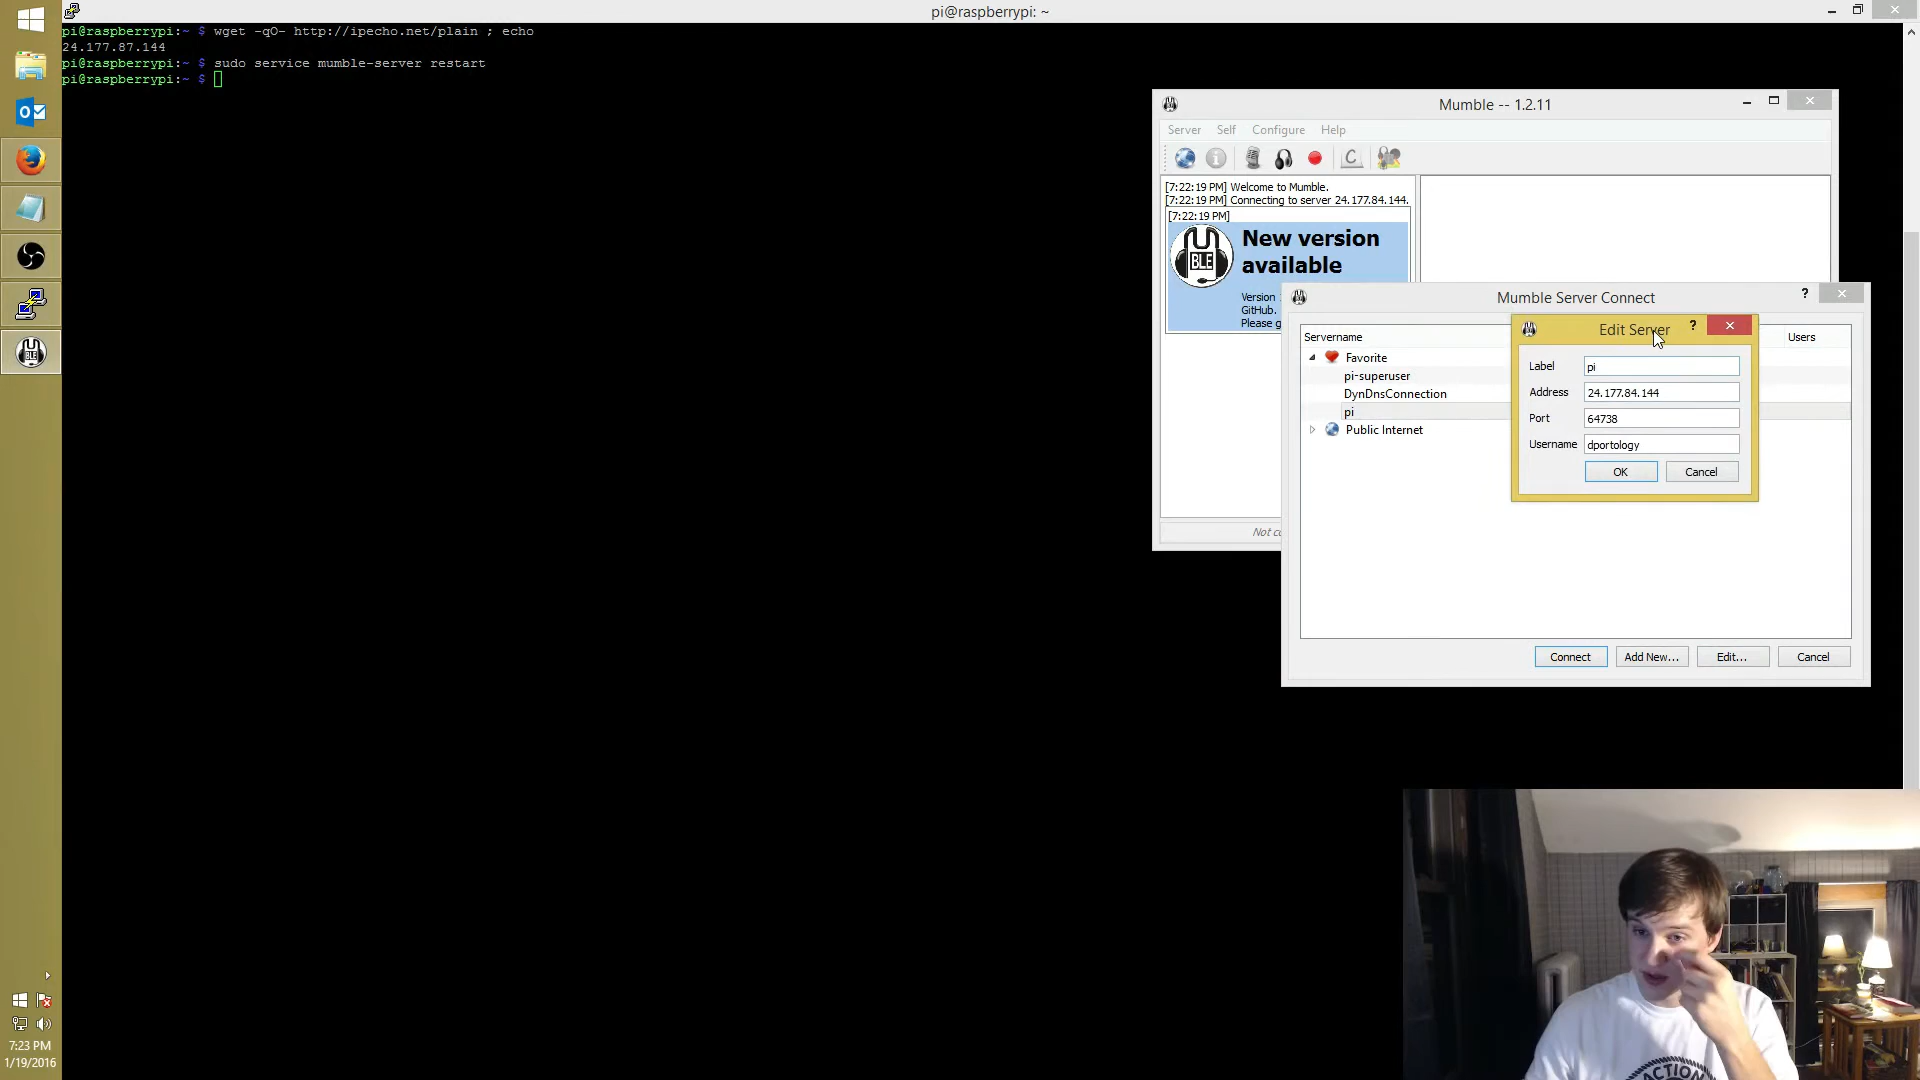 pi@raspberrypi: ~
pi@raspberrypi:~ $ wget -qO- http://ipecho.net/plain ; echo
24.177.87.144
pi@raspberrypi:~ $ sudo service mumble-server restart
pi@raspberrypi:~ $
Mumble -- 1.2.11
Server Self Configure Help
[7:22:19 PM] Welcome to Mumble.
[7:22:19 PM] Connecting to server 24.177.84.144.
[7:22:19 PM]
BLE
New version
available
Version
GitHub.
Please
Not
Mumble Server Connect
Servername
Users
Favorite
pi-superuser
DynDnsConnection
pi
Public Internet
Connect
Add New...
Edit...
Cancel
Edit Server
Label pi
Address 24.177.84.144
Port 64738
Username dportology
OK
Cancel
BLE
7:23 PM
1/19/2016
ACTION